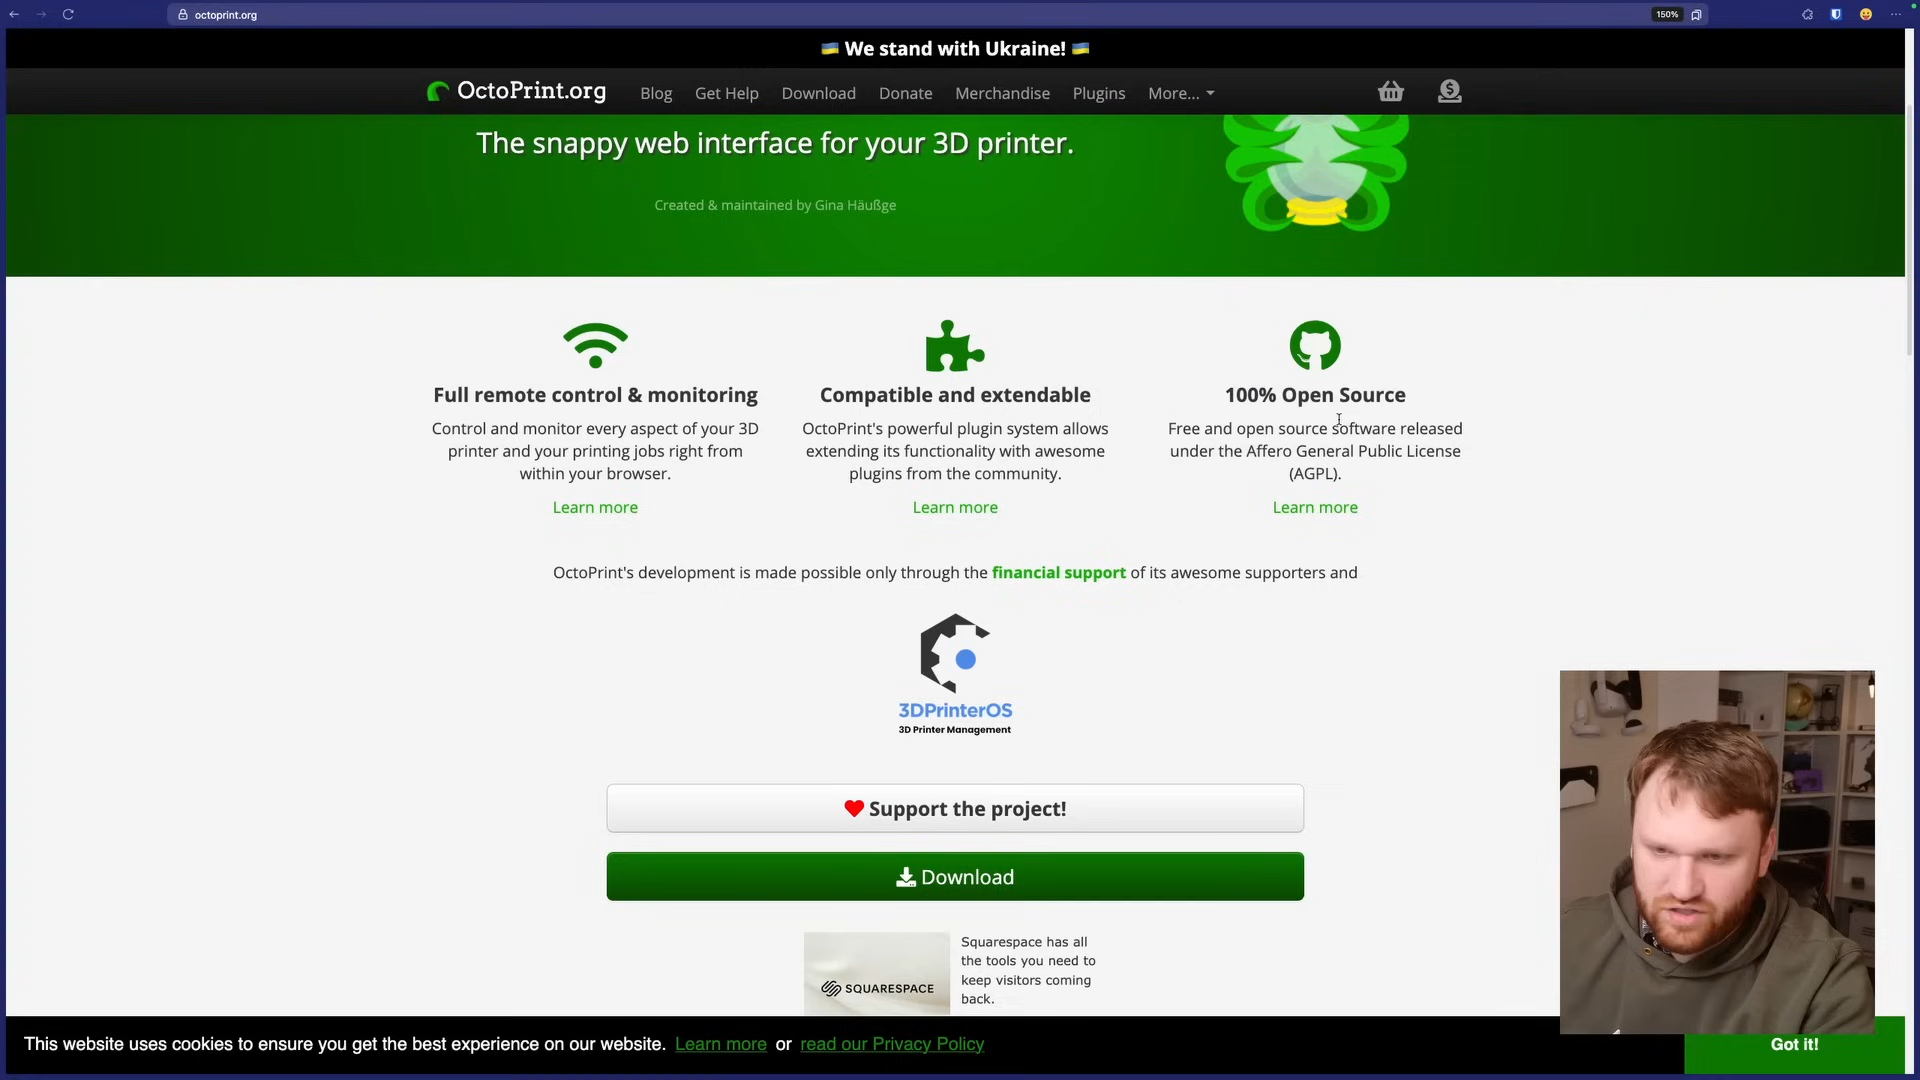 octoprint.org
150%
We stand with Ukraine!
OctoPrint.org
Blog
Get Help
Download
Donate
Merchandise
Plugins
More...
The snappy web interface for your 3D printer.
Created & maintained by Gina Häußge
Full remote control & monitoring
Control and monitor every aspect of your 3D
printer and your printing jobs right from
within your browser.
Learn more
Compatible and extendable
OctoPrint's powerful plugin system allows
extending its functionality with awesome
plugins from the community.
Learn more
100% Open Source
Free and open source software released
under the Affero General Public License
(AGPL).
Learn more
OctoPrint's development is made possible only through the financial support of its awesome supporters and
3DPrinterOS
3D Printer Management
Support the project!
Download
SQUARESPACE
Squarespace has all
the tools you need to
keep visitors coming
back.
This website uses cookies to ensure you get the best experience on our website. Learn more or read our Privacy Policy
Got it!